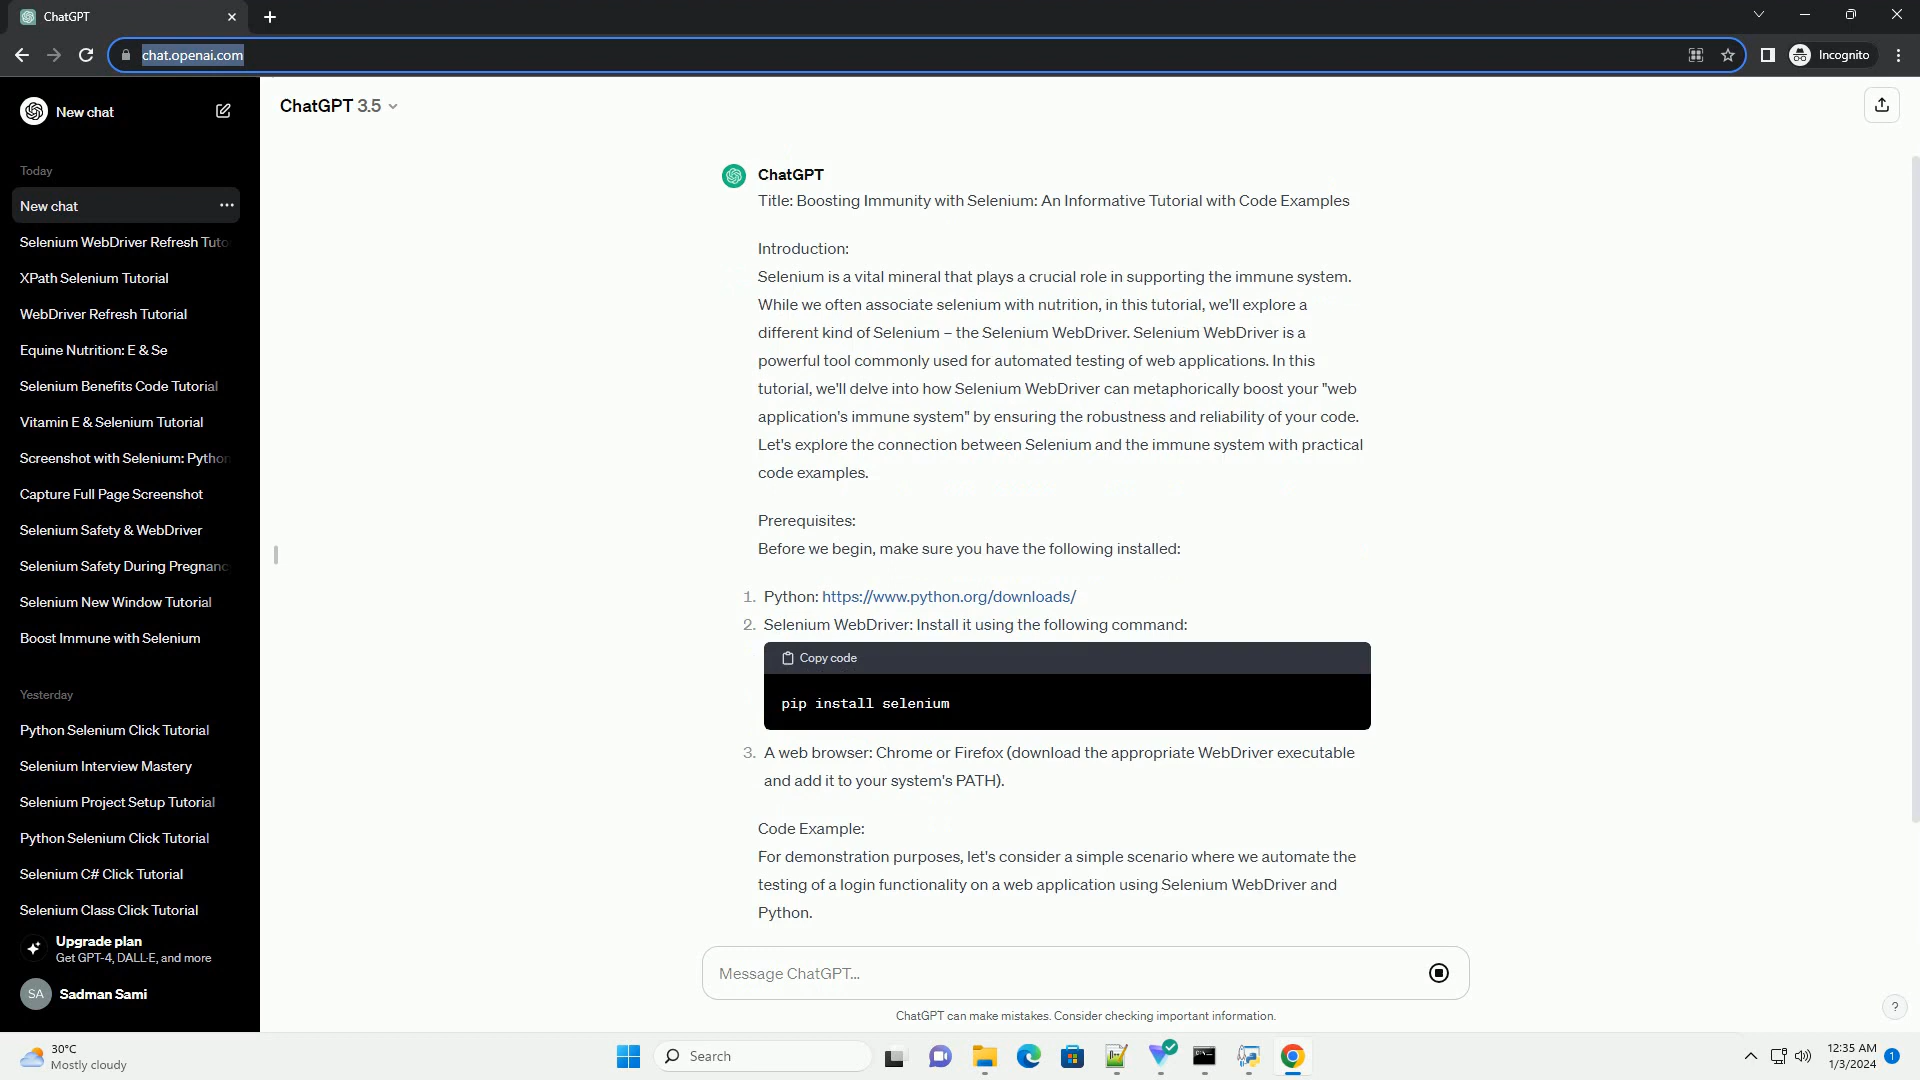 ChatGPT
chat.openai.com
Incognito
New chat
Today
New chat
Selenium WebDriver Refresh Tuto
XPath Selenium Tutorial
WebDriver Refresh Tutorial
Equine Nutrition: E & Se
Selenium Benefits Code Tutorial
Vitamin E & Selenium Tutorial
Screenshot with Selenium: Python
Capture Full Page Screenshot
Selenium Safety & WebDriver
Selenium Safety During Pregnanc
Selenium New Window Tutorial
Boost Immune with Selenium
Yesterday
Python Selenium Click Tutorial
Selenium Interview Mastery
Selenium Project Setup Tutorial
Python Selenium Click Tutorial
Selenium C# Click Tutorial
Selenium Class Click Tutorial
Upgrade plan
Get GPT-4, DALL·E, and more
SA
Sadman Sami
ChatGPT 3.5
ChatGPT
Title: Boosting Immunity with Selenium: An Informative Tutorial with Code Examples
Introduction:
Selenium is a vital mineral that plays a crucial role in supporting the immune system.
While we often associate selenium with nutrition, in this tutorial, we'll explore a
different kind of Selenium – the Selenium WebDriver. Selenium WebDriver is a
powerful tool commonly used for automated testing of web applications. In this
tutorial, we'll delve into how Selenium WebDriver can metaphorically boost your "web
application's immune system" by ensuring the robustness and reliability of your code.
Let's explore the connection between Selenium and the immune system with practical
code examples.
Prerequisites:
Before we begin, make sure you have the following installed:
1. Python: https://www.python.org/downloads/
2. Selenium WebDriver: Install it using the following command:
Copy code
pip install selenium
3. A web browser: Chrome or Firefox (download the appropriate WebDriver executable
and add it to your system's PATH).
Code Example:
For demonstration purposes, let's consider a simple scenario where we automate the
testing of a login functionality on a web application using Selenium WebDriver and
Python.
Message ChatGPT...
ChatGPT can make mistakes. Consider checking important information.
?
30°C
Mostly cloudy
Search
12:35 AM
1/3/2024
1